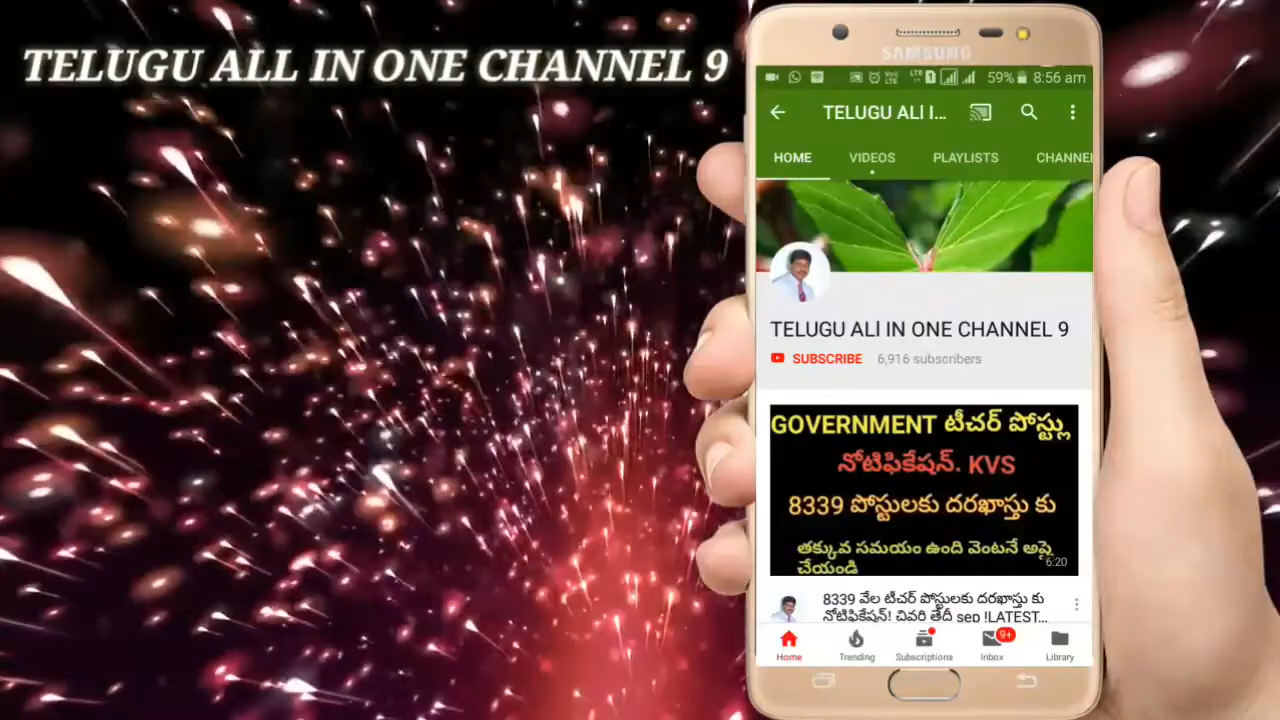 TELUGU ALL IN ONE CHANNEL 9
SAMSUNG
59% 8:56 am
TELUGU ALl I...
HOME VIDEOS PLAYLISTS CHANNEL
TELUGU ALl IN ONE CHANNEL 9
SUBSCRIBE 6,916 subscribers
GOVERNMENT టీచర్ పోస్ట్లు
నోటిఫికేషన్. KVS
8339 పోస్టులకు దరఖాస్తు కు
తక్కువ సమయం ఉంది వెంటనే అప్లై
చేయండి
6:20
8339 వేల టీచర్ పోస్టులకు దరఖాస్తు కు
నోటిఫికేషన్! చివరి తేదీ sep !LATEST...
9+
Home Trending Subscriptions Inbox Library